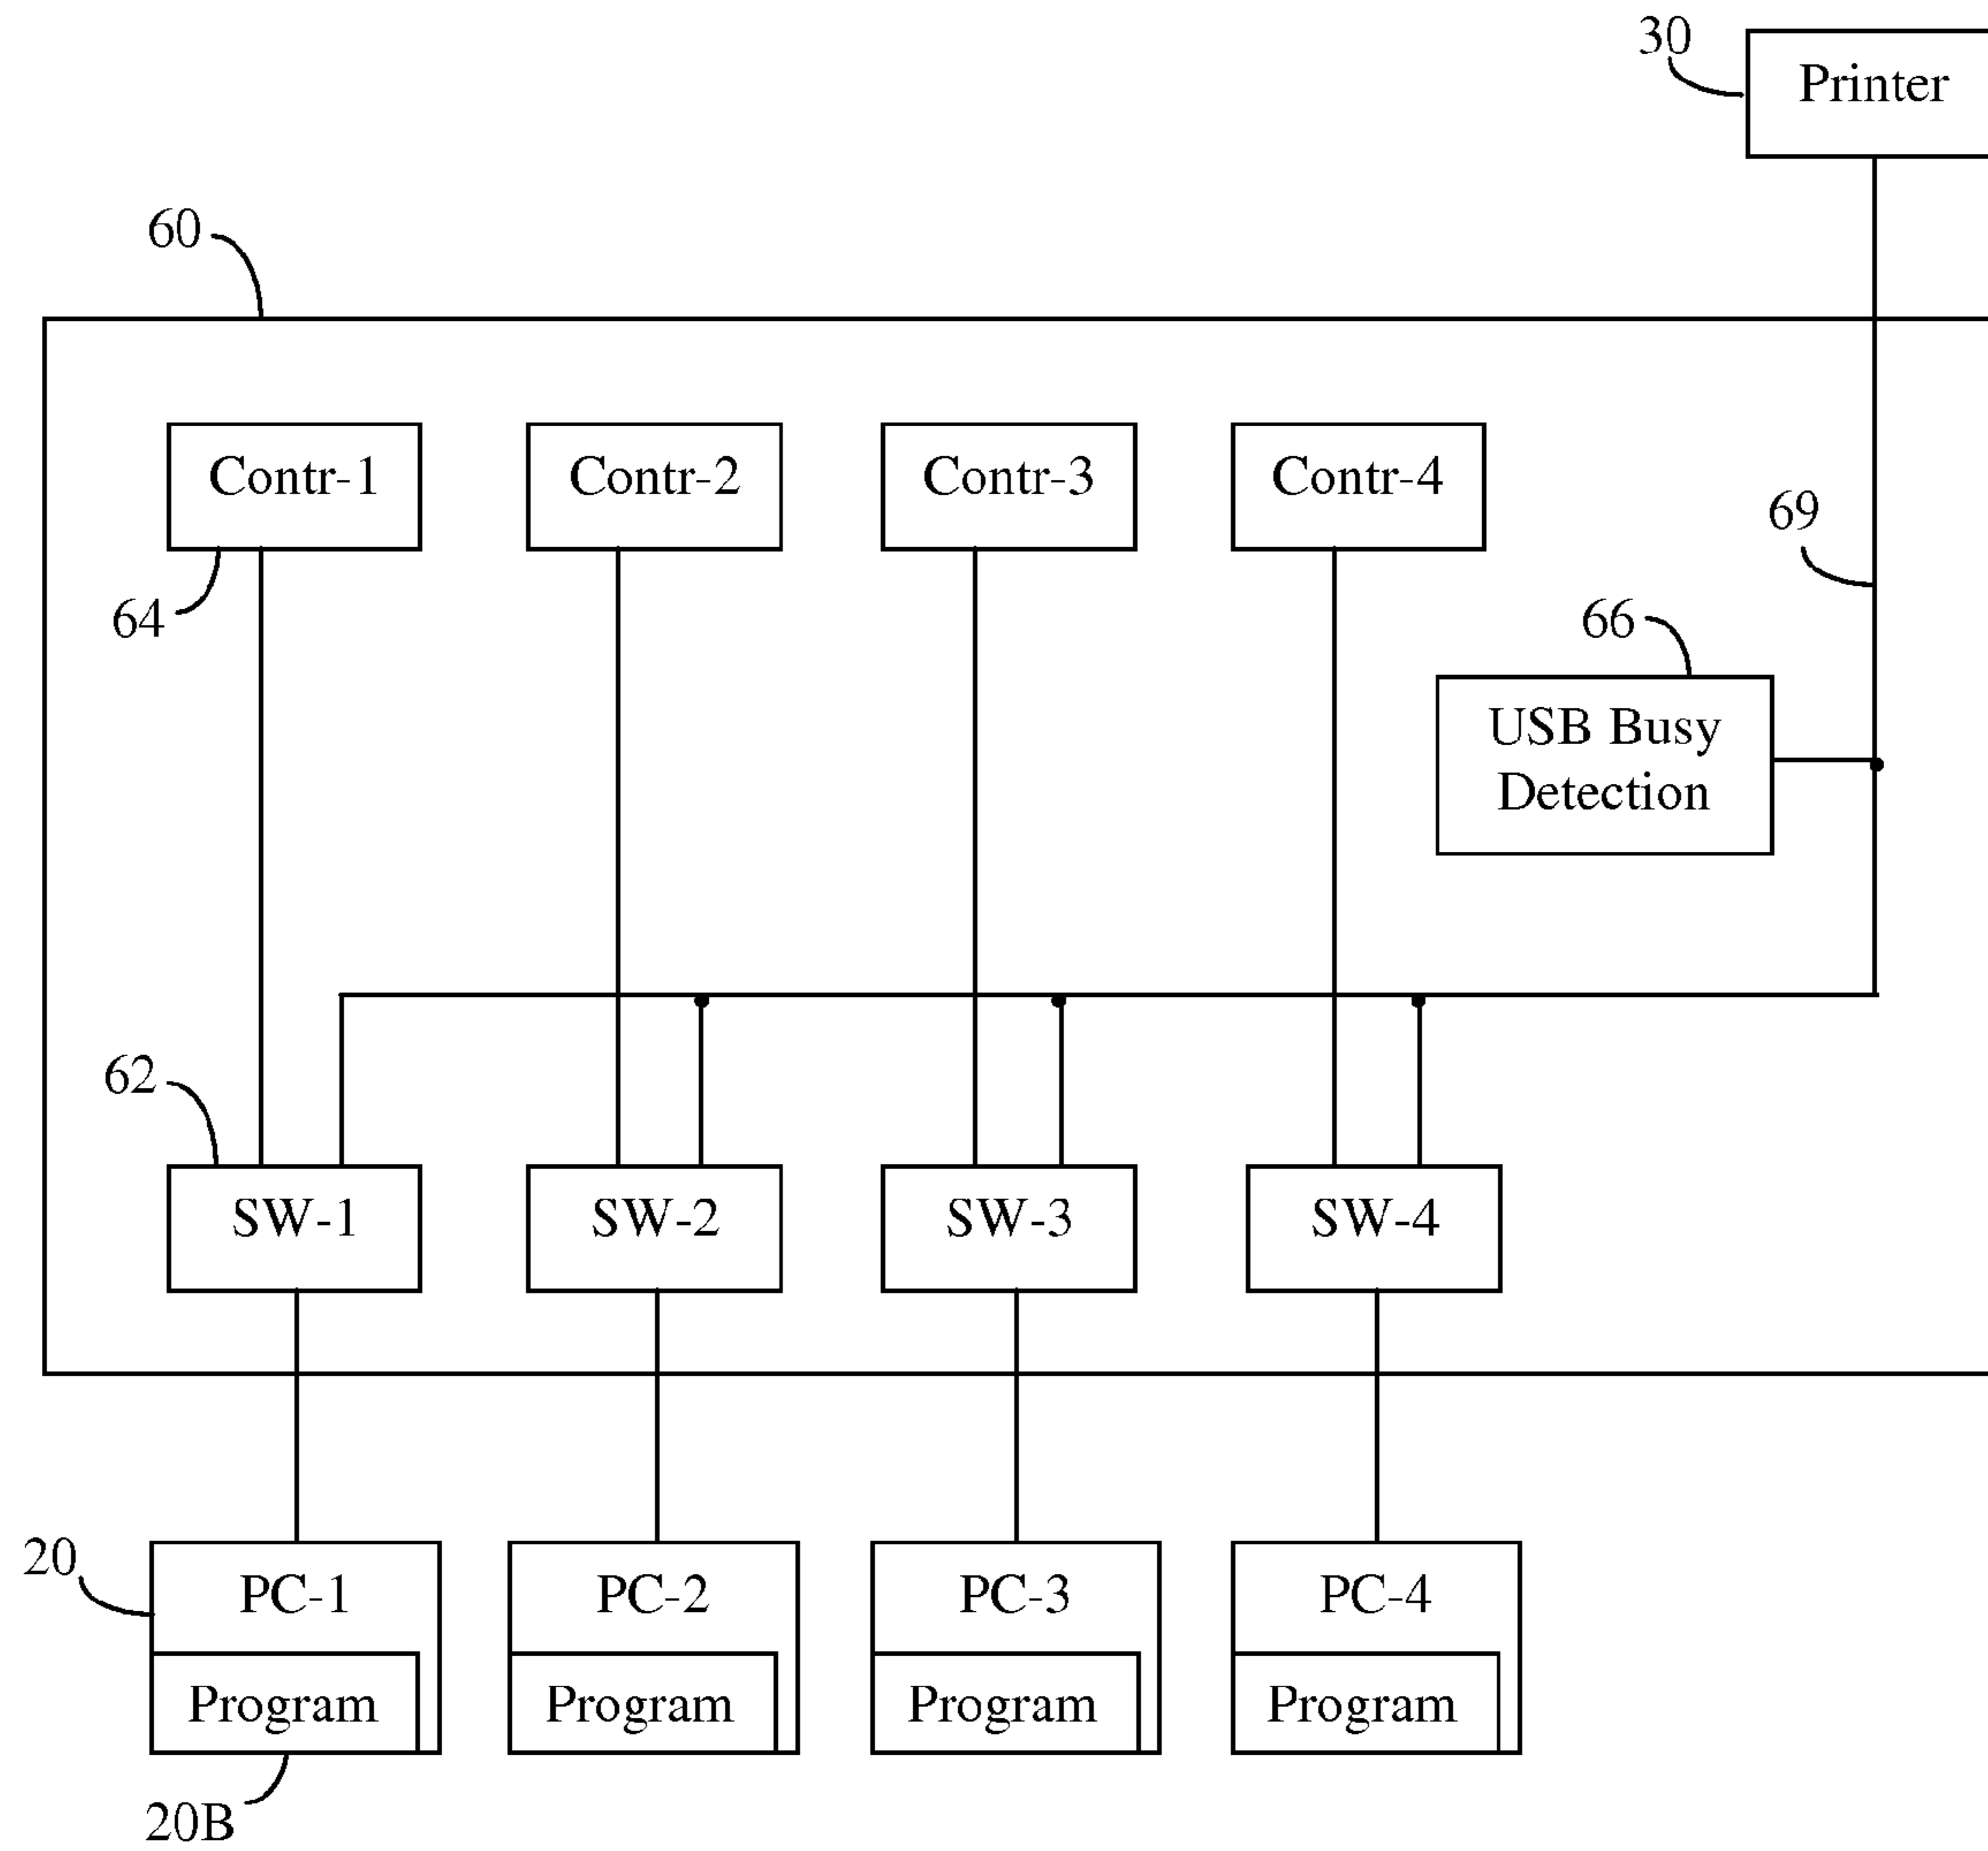 30
Printer
60
Contr-1
Contr-2
Contr-3
Contr-4
69
64
66
USB Busy
Detection
62
SW-1
SW-2
SW-3
SW-4
20
PC-1
PC-2
PC-3
PC-4
Program
Program
Program
Program
20B